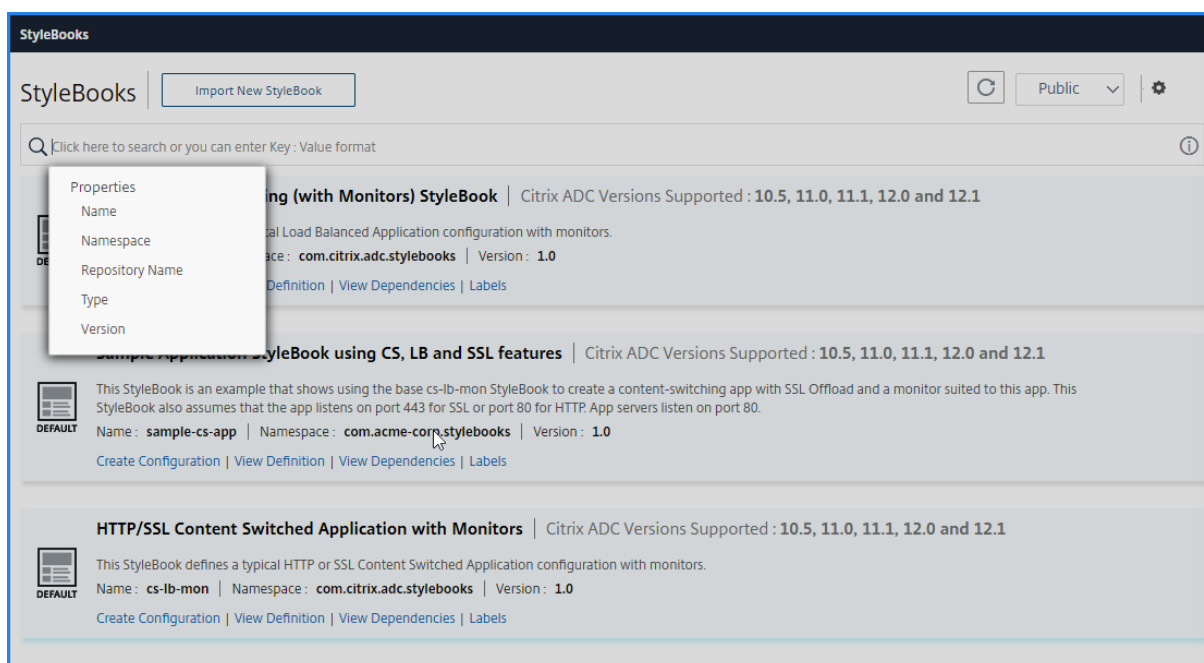 StyleBooks
StyleBooks
Import New StyleBook
Public
Click here to search or you can enter Key : Value format
Properties
Name
Namespace
Repository Name
Type
Version
(with Monitors) StyleBook | Citrix ADC Versions Supported : 10.5, 11.0, 11.1, 12.0 and 12.1
Load Balanced Application configuration with monitors.
com.citrix.adc.stylebooks | Version : 1.0
Definition | View Dependencies | Labels
Sample Application StyleBook using CS, LB and SSL features | Citrix ADC Versions Supported : 10.5, 11.0, 11.1, 12.0 and 12.1
This StyleBook is an example that shows using the base cs-lb-mon StyleBook to create a content-switching app with SSL Offload and a monitor suited to this app. This
StyleBook also assumes that the app listens on port 443 for SSL or port 80 for HTTP. App servers listen on port 80.
DEFAULT
Name : sample-cs-app | Namespace : com.acme-corp.stylebooks | Version : 1.0
Create Configuration | View Definition | View Dependencies | Labels
HTTP/SSL Content Switched Application with Monitors | Citrix ADC Versions Supported : 10.5, 11.0, 11.1, 12.0 and 12.1
This StyleBook defines a typical HTTP or SSL Content Switched Application configuration with monitors.
DEFAULT
Name : cs-lb-mon | Namespace : com.citrix.adc.stylebooks | Version : 1.0
Create Configuration | View Definition | View Dependencies | Labels